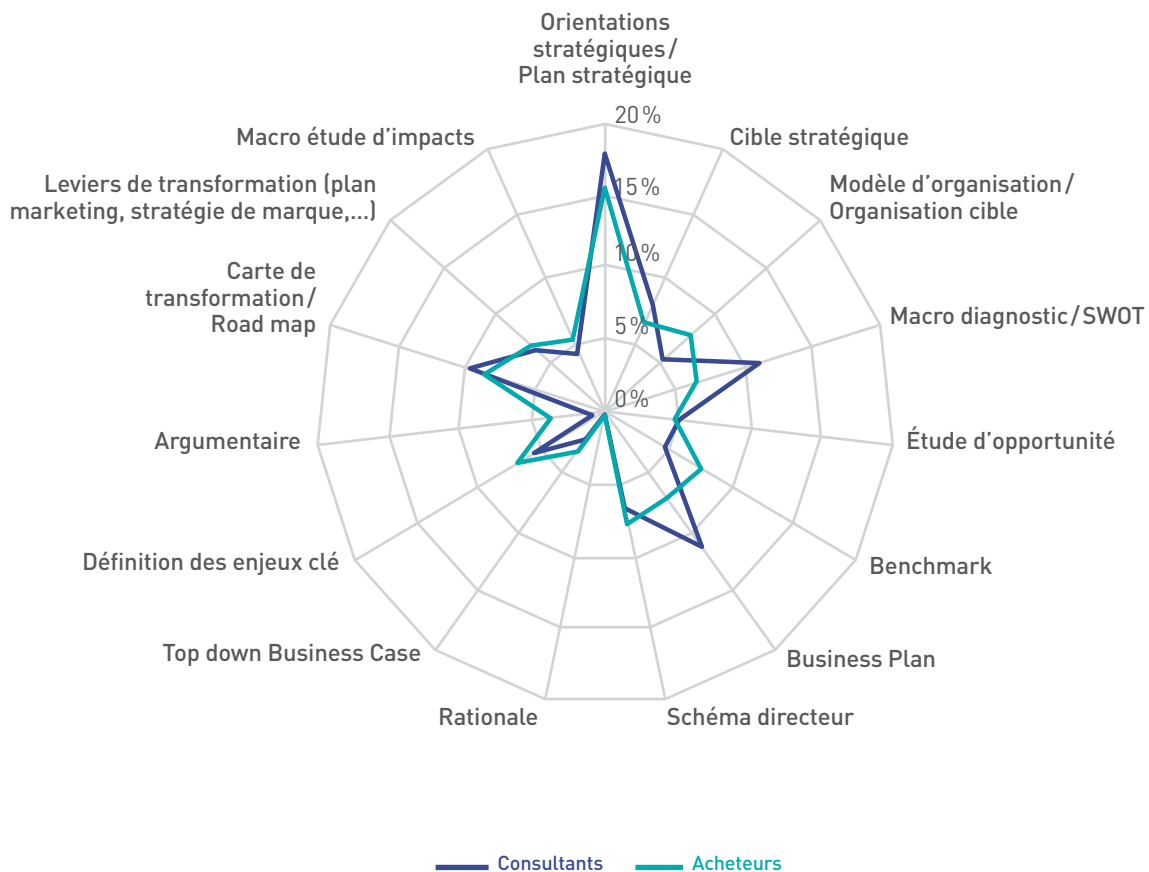 Orientations
stratégiques/
Plan stratégique
20%
Macro étude d'impacts
Cible stratégique
Leviers de transformation (plan
marketing, stratégie de marque,...)
15%
Modèle d'organisation/
Organisation cible
10%
Carte de
transformation/
Road map
Macro diagnostic/SWOT
5%
0%
Argumentaire
Étude d'opportunité
Définition des enjeux clé
Benchmark
Top down Business Case
Business Plan
Rationale
Schéma directeur
Consultants
Acheteurs